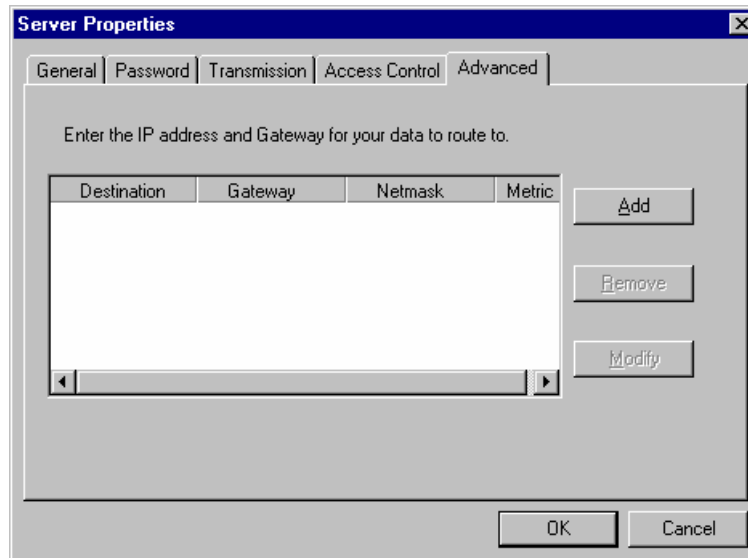 Server Properties
General Password Transmission Access Control Advanced
Enter the IP address and Gateway for your data to route to.
Destination Gateway Netmask Metric
Add
Remove
Modify
OK Cancel